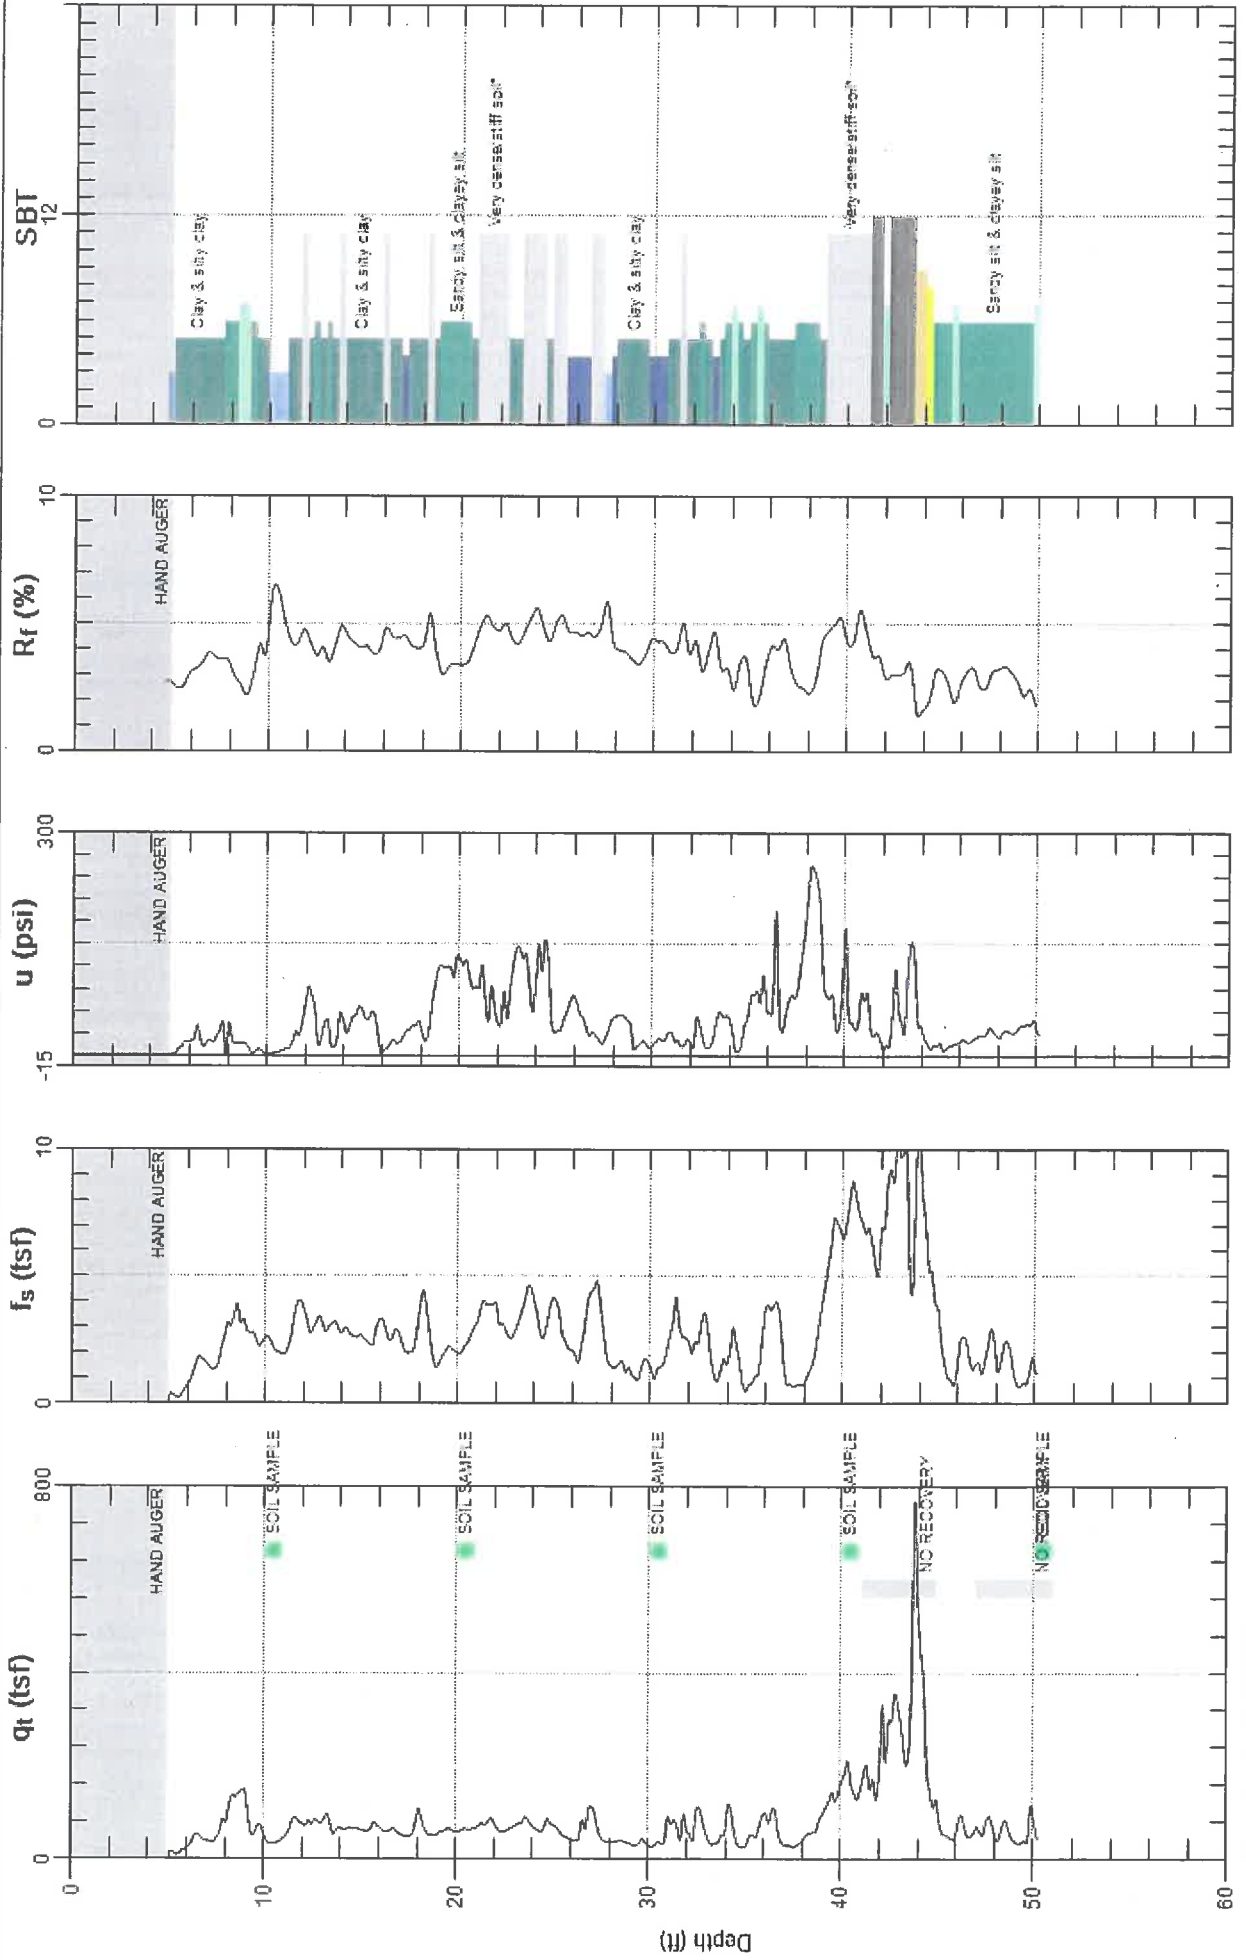 SBT
12
0
Clay & silty clay
Clay & silty clay
Sandy silt & clayey silt
Very dense/stiff soil*
Clay & silty clay
Very dense/stiff soil*
Sandy silt & clayey silt
Rf (%)
10
0
HAND AUGER
u (psi)
300
-15
HAND AUGER
fs (tsf)
10
0
HAND AUGER
qt (tsf)
800
0
HAND AUGER
SOIL SAMPLE
SOIL SAMPLE
SOIL SAMPLE
SOIL SAMPLE
NO RECOVERY
0
10
20
30
40
50
60
Depth (ft)